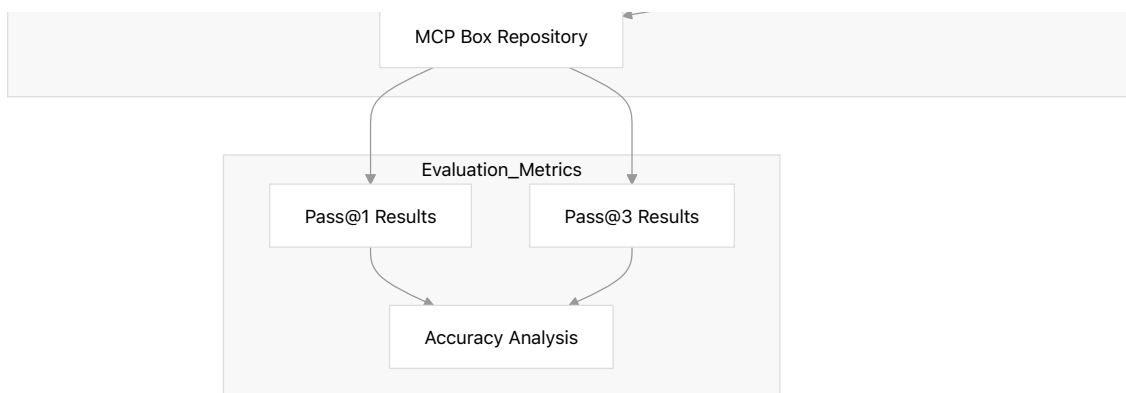 MCP Box Repository
Evaluation_Metrics
Pass@1 Results
Pass@3 Results
Accuracy Analysis